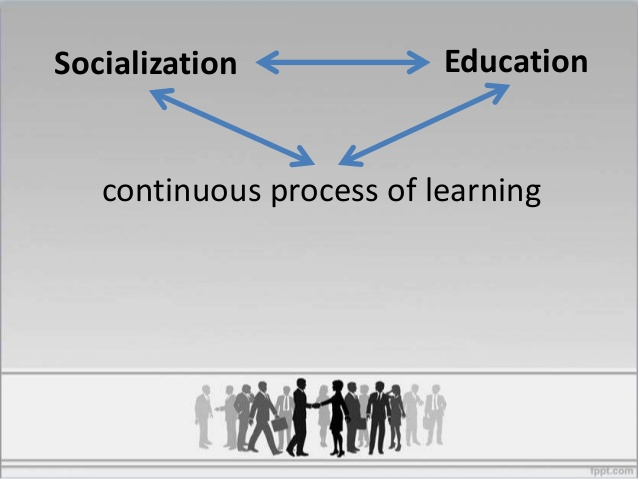 Socialization Education
continuous process of learning
fppt.com